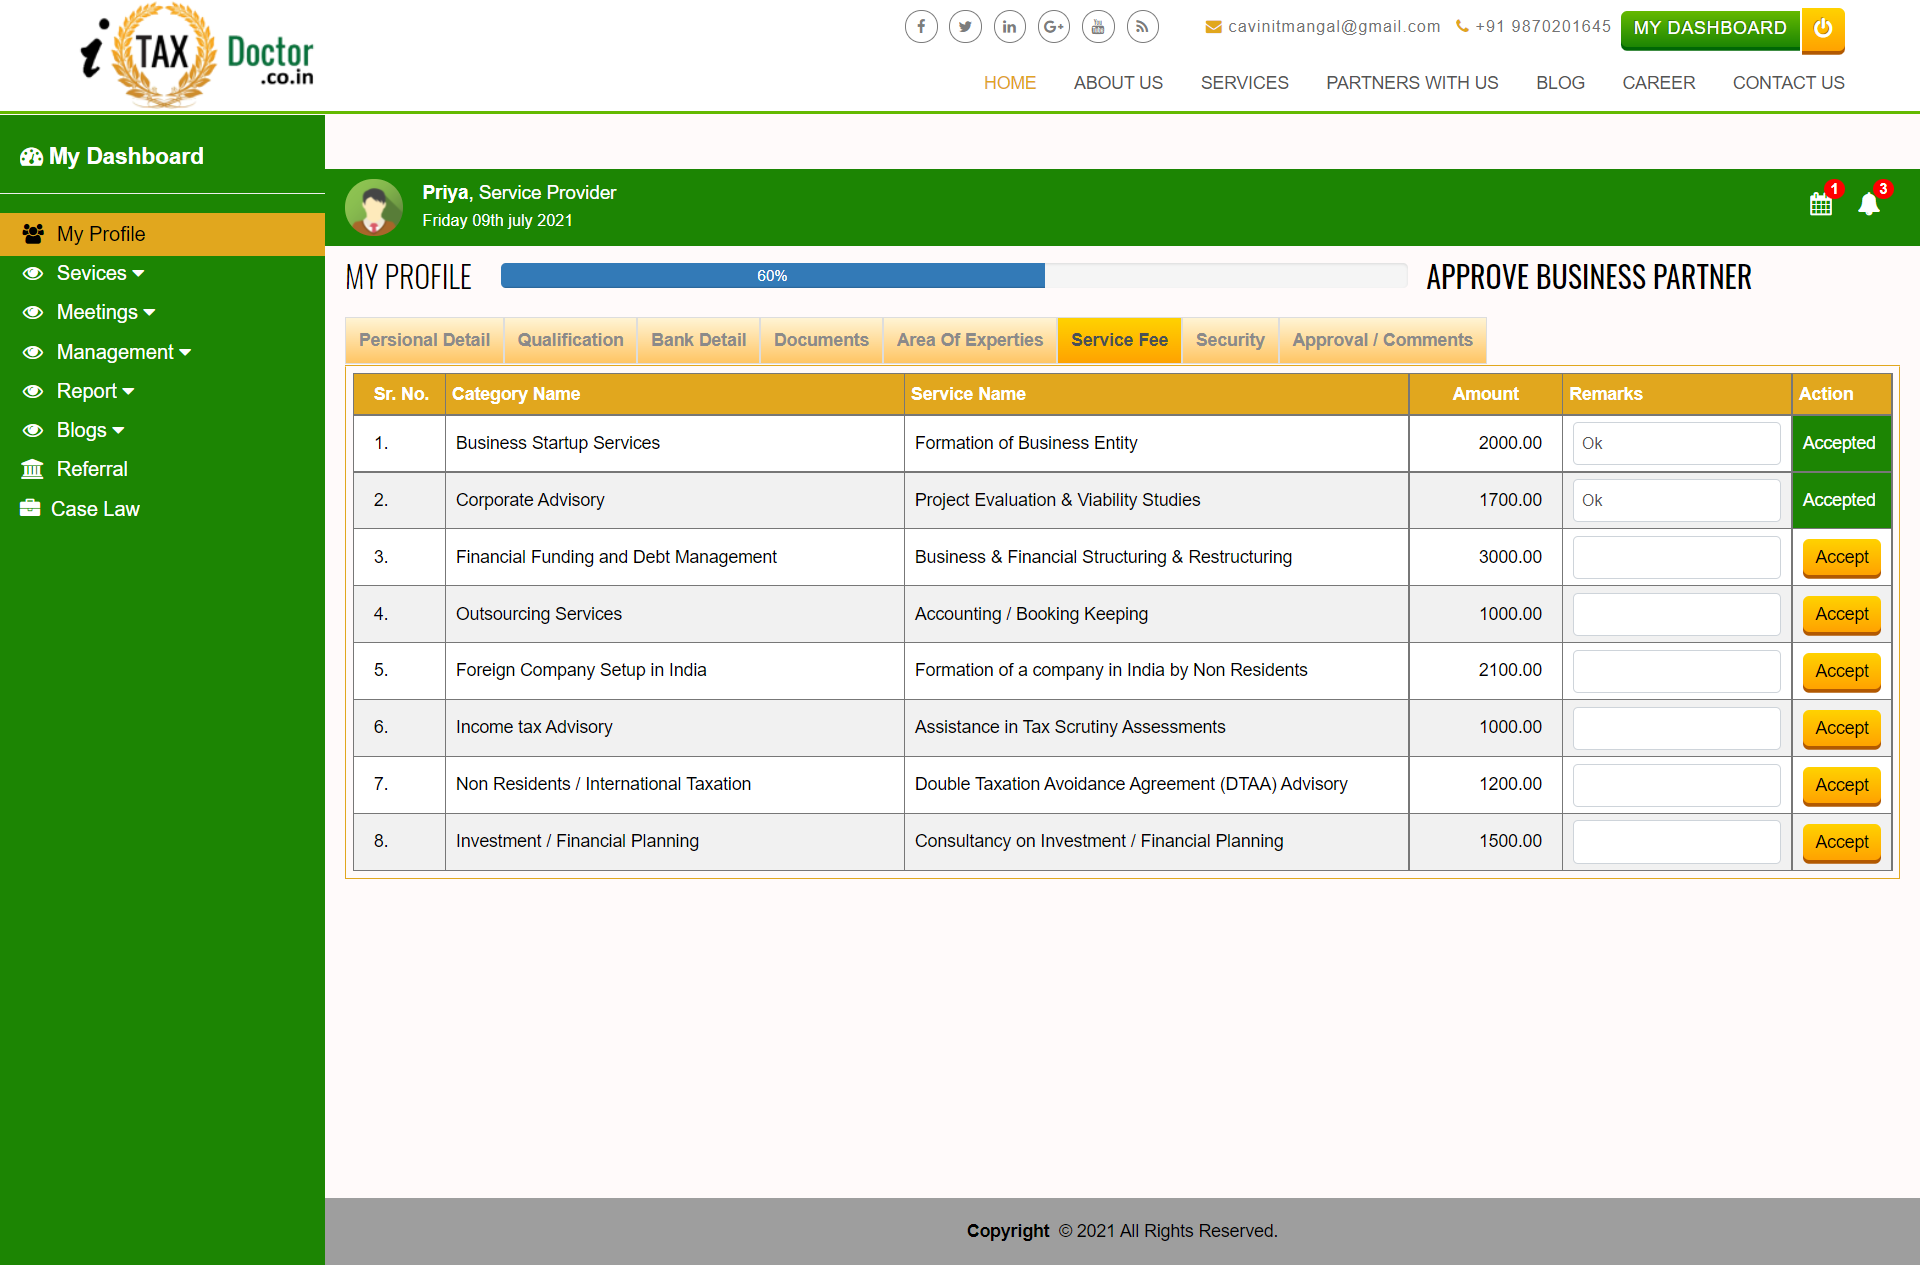 i TAX Doctor .co.in
cavinitmangal@gmail.com +91 9870201645 MY DASHBOARD
HOME ABOUT US SERVICES PARTNERS WITH US BLOG CAREER CONTACT US
My Dashboard
Priya, Service Provider
Friday 09th july 2021
1 3
My Profile
Sevices
Meetings
Management
Report
Blogs
Referral
Case Law
MY PROFILE 60% APPROVE BUSINESS PARTNER
Persional Detail Qualification Bank Detail Documents Area Of Experties Service Fee Security Approval / Comments
Sr. No. Category Name Service Name Amount Remarks Action
1. Business Startup Services Formation of Business Entity 2000.00 Ok Accepted
2. Corporate Advisory Project Evaluation & Viability Studies 1700.00 Ok Accepted
3. Financial Funding and Debt Management Business & Financial Structuring & Restructuring 3000.00 Accept
4. Outsourcing Services Accounting / Booking Keeping 1000.00 Accept
5. Foreign Company Setup in India Formation of a company in India by Non Residents 2100.00 Accept
6. Income tax Advisory Assistance in Tax Scrutiny Assessments 1000.00 Accept
7. Non Residents / International Taxation Double Taxation Avoidance Agreement (DTAA) Advisory 1200.00 Accept
8. Investment / Financial Planning Consultancy on Investment / Financial Planning 1500.00 Accept
Copyright © 2021 All Rights Reserved.